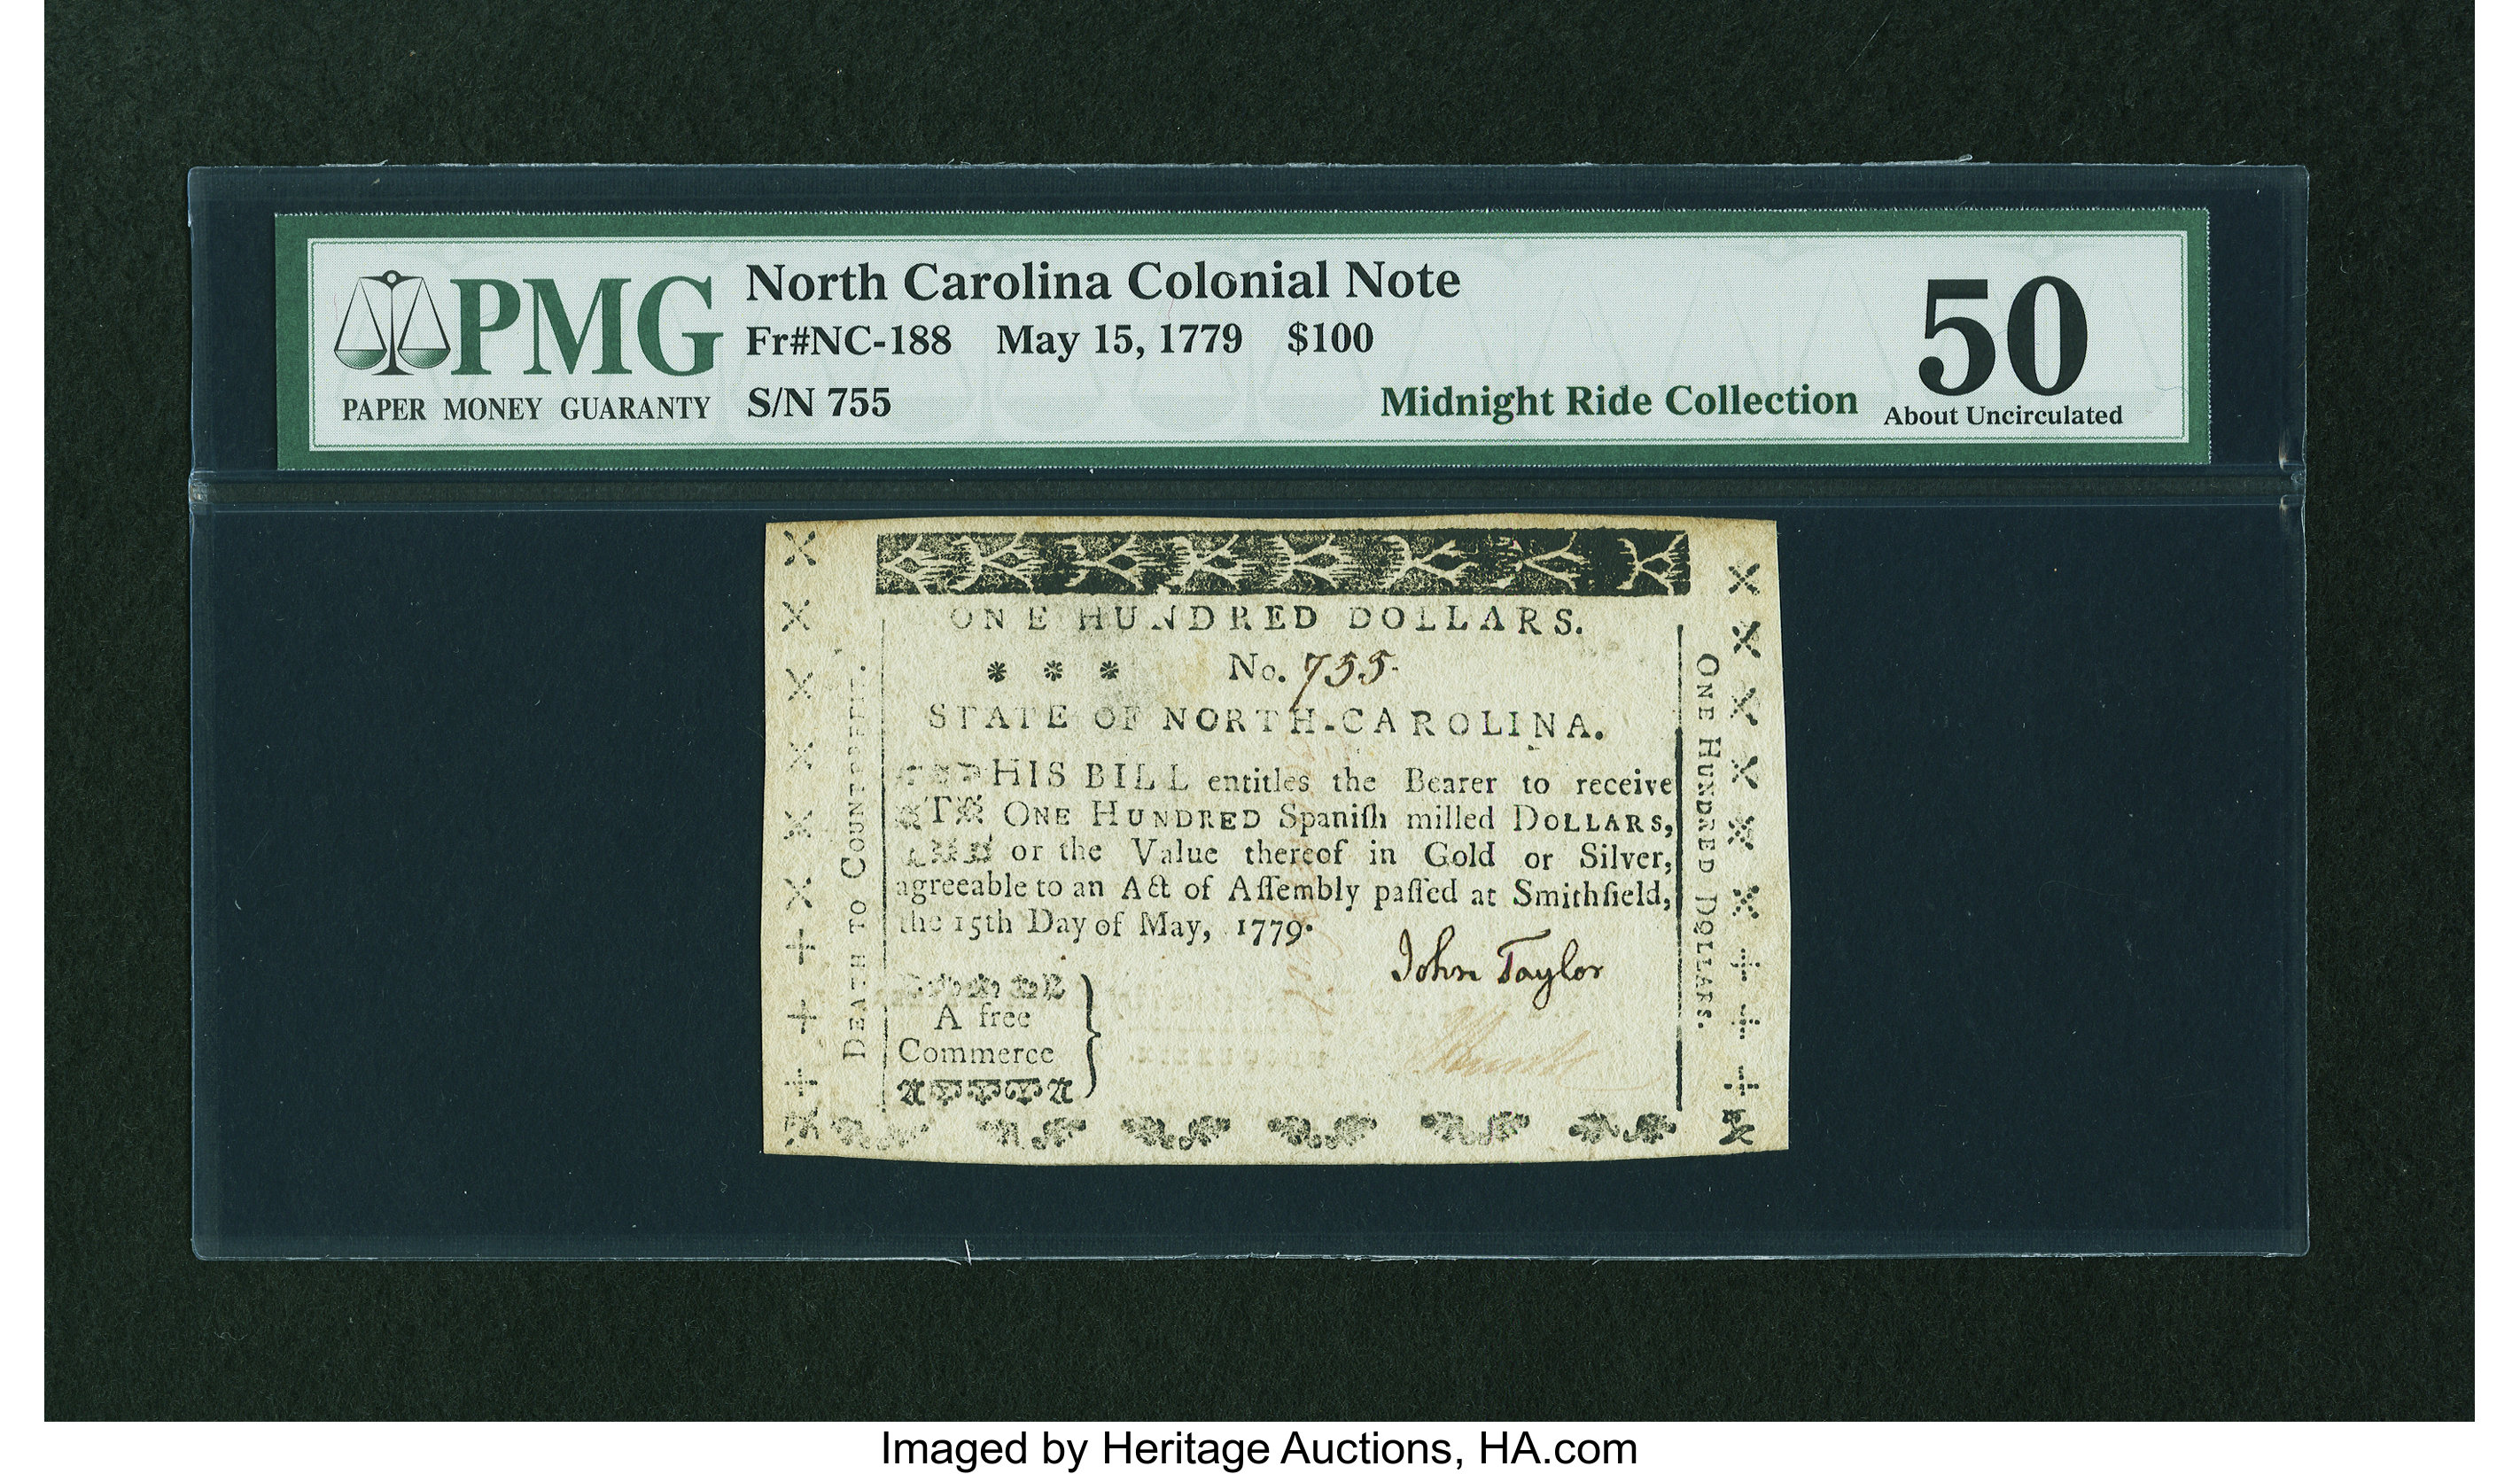 PMG
PAPER MONEY GUARANTY
North Carolina Colonial Note
Fr#NC-188 May 15, 1779 $100
S/N 755
Midnight Ride Collection
50
About Uncirculated
ONE HUNDRED DOLLARS.
* * * No. 755.
STATE OF NORTH-CAROLINA.
THIS BILL entitles the Bearer to receive
ONE HUNDRED Spaniſh milled DOLLARS,
or the Value thereof in Gold or Silver,
agreeable to an Act of Aſſembly paſſed at Smithfield,
the 15th Day of May, 1779.
John Taylor
A free
Commerce
DEATH TO COUNTERFEIT.
ONE HUNDRED DOLLARS.
Imaged by Heritage Auctions, HA.com